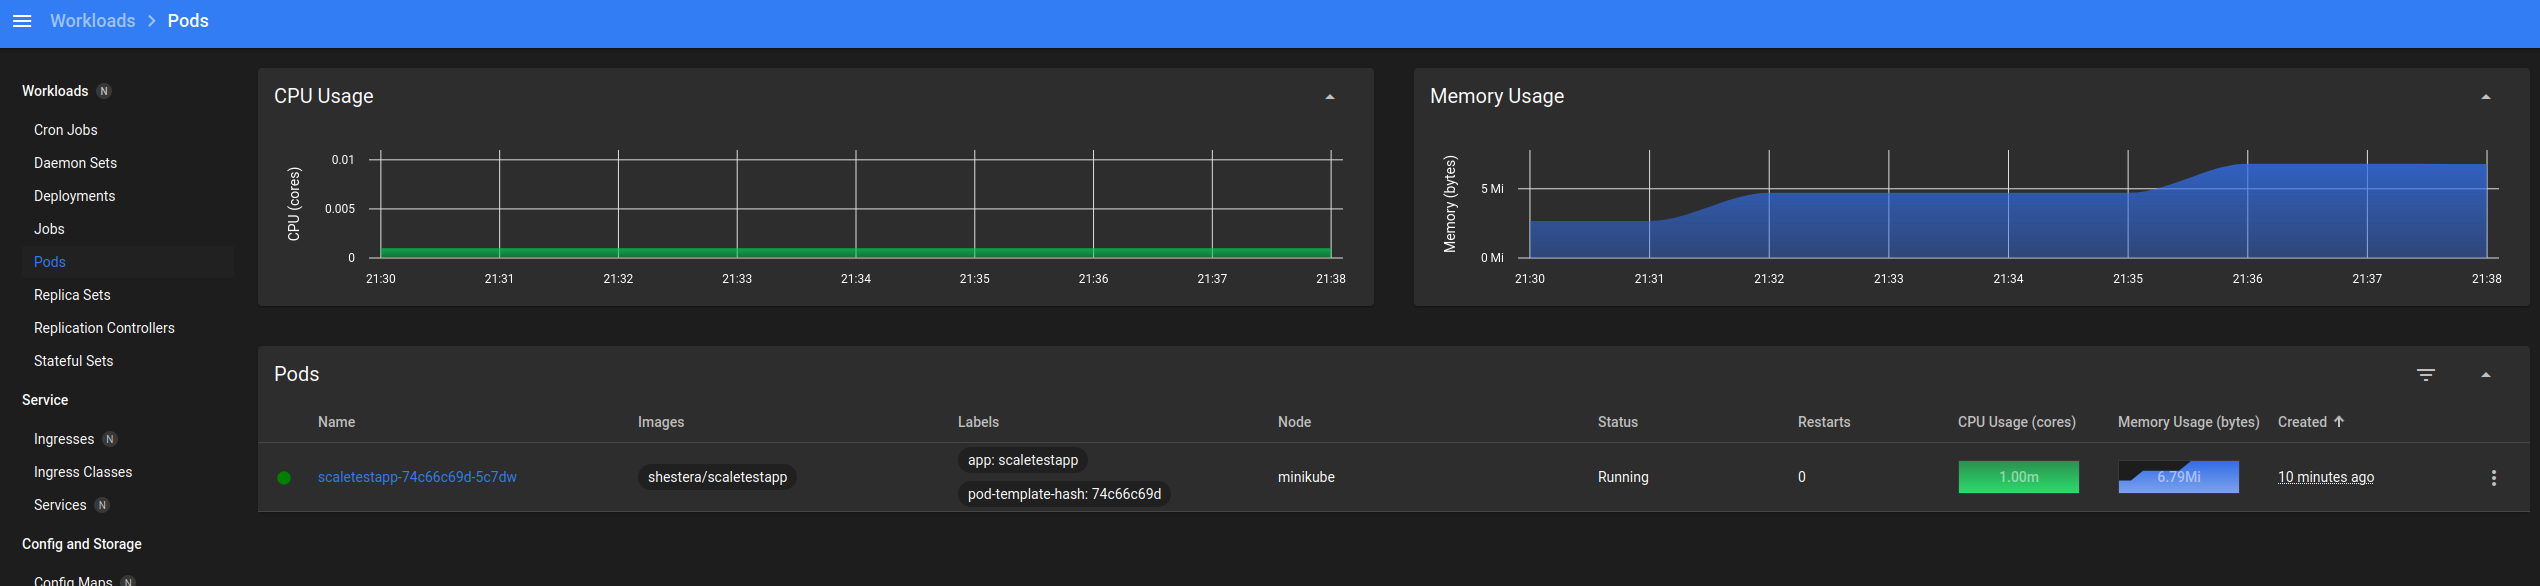 Workloads > Pods
Workloads N
Cron Jobs
Daemon Sets
Deployments
Jobs
Pods
Replica Sets
Replication Controllers
Stateful Sets
Service
Ingresses N
Ingress Classes
Services N
Config and Storage
Config Maps N
CPU Usage
CPU (cores)
0.01
0.005
0
21:30 21:31 21:32 21:33 21:34 21:35 21:36 21:37 21:38
Memory Usage
Memory (bytes)
5 Mi
0 Mi
21:30 21:31 21:32 21:33 21:34 21:35 21:36 21:37 21:38
Pods
Name Images Labels Node Status Restarts CPU Usage (cores) Memory Usage (bytes) Created
scaletestapp-74c66c69d-5c7dw shestera/scaletestapp app: scaletestapp pod-template-hash: 74c66c69d minikube Running 0 1.00m 6.79Mi 10 minutes ago